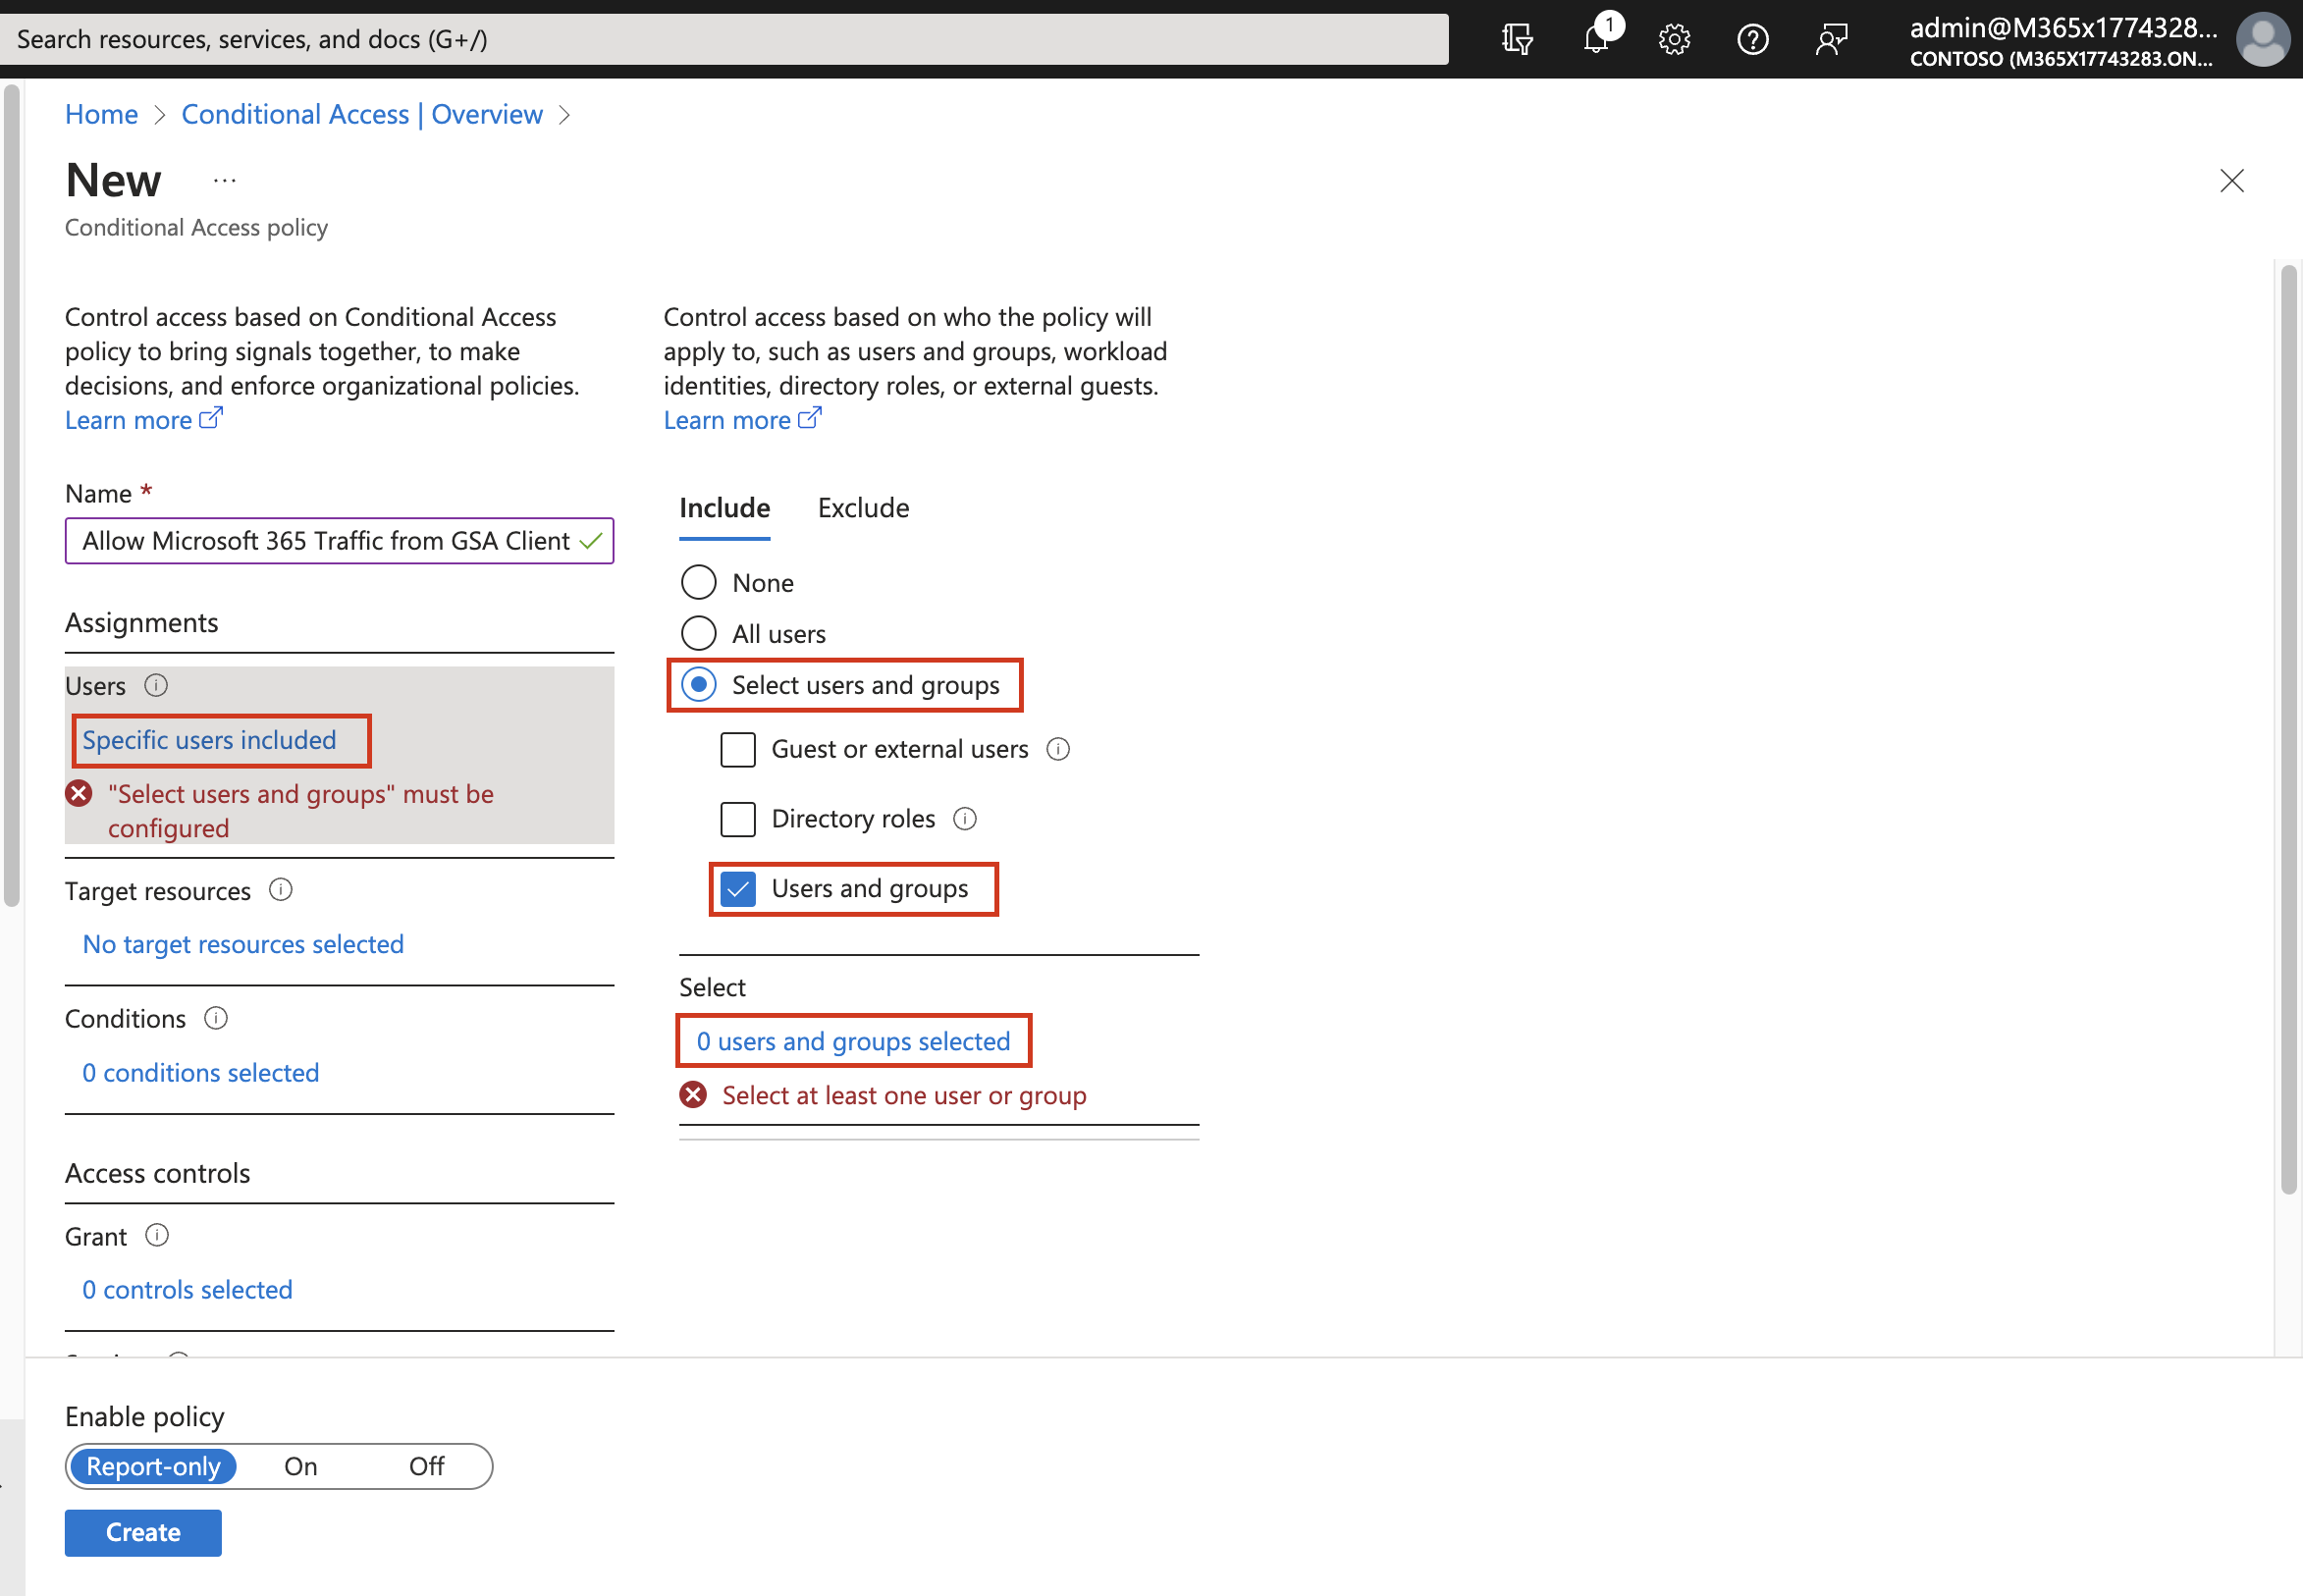 Search resources, services, and docs (G+/)
1
admin@M365x1774328...
CONTOSO (M365X17743283.ON...
Home > Conditional Access | Overview >
New ...
Conditional Access policy
Control access based on Conditional Access
policy to bring signals together, to make
decisions, and enforce organizational policies.
Learn more
Name *
Allow Microsoft 365 Traffic from GSA Client
Assignments
Users
Specific users included
"Select users and groups" must be
configured
Target resources
No target resources selected
Conditions
0 conditions selected
Access controls
Grant
0 controls selected
Control access based on who the policy will
apply to, such as users and groups, workload
identities, directory roles, or external guests.
Learn more
Include Exclude
None
All users
Select users and groups
Guest or external users
Directory roles
Users and groups
Select
0 users and groups selected
Select at least one user or group
Enable policy
Report-only On Off
Create